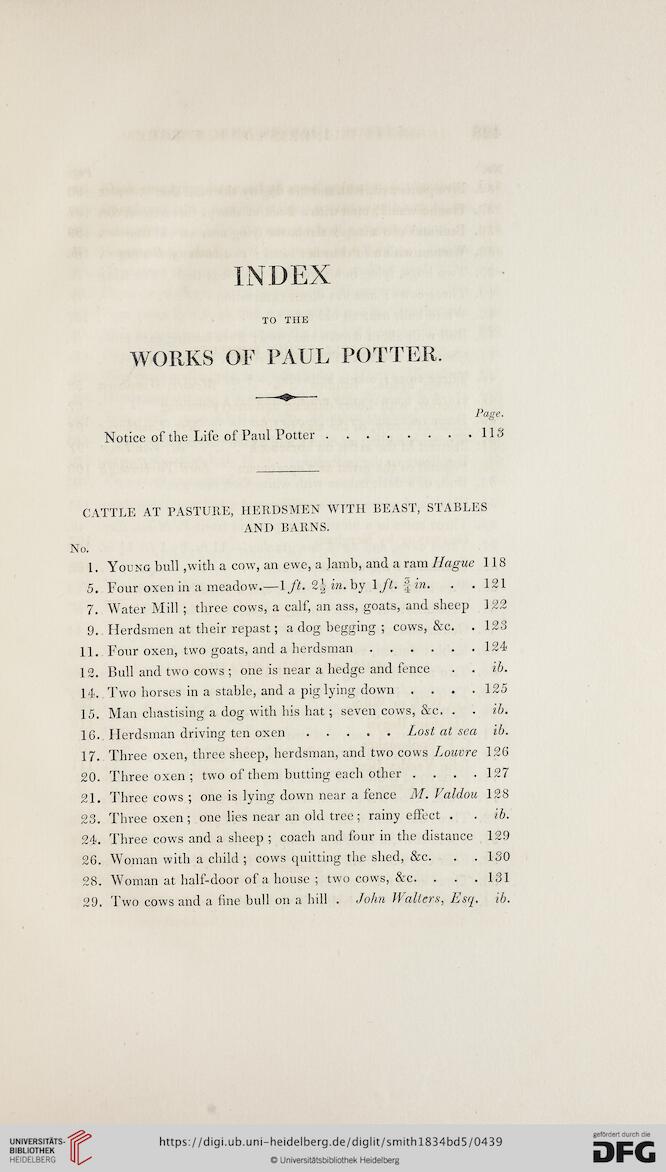 INDEX
TO THE
WORKS OF PAUL POTTER.
Page.
Notice of the Life of Paul Potter . . . . . . . . 113
CATTLE AT PASTURE, HERDSMEN WITH BEAST, STABLES
AND BARNS.
No.
1. YOUNG bull ,with a cow, an ewe, a lamb, and a ram Hague 118
5. Four oxen in a meadow.—1 ft. 2½ in. by 1 ft. ¾ in. . . 121
7. Water Mill ; three cows, a calf, an ass, goats, and sheep 122
9. Herdsmen at their repast ; a dog begging ; cows, &c. . 123
11. Four oxen, two goats, and a herdsman . . . . . . 124
12. Bull and two cows ; one is near a hedge and fence . . ib.
14. Two horses in a stable, and a pig lying down . . . . 125
15. Man chastising a dog with his hat ; seven cows, &c. . . ib.
16. Herdsman driving ten oxen . . . . . Lost at sea ib.
17. Three oxen, three sheep, herdsman, and two cows Louvre 126
20. Three oxen ; two of them butting each other . . . . 127
21. Three cows ; one is lying down near a fence M. Valdou 128
23. Three oxen ; one lies near an old tree ; rainy effect . . ib.
24. Three cows and a sheep ; coach and four in the distance 129
26. Woman with a child ; cows quitting the shed, &c. . . 130
28. Woman at half-door of a house ; two cows, &c. . . . 131
29. Two cows and a fine bull on a hill . John Walters, Esq. ib.
UNIVERSITÄTS-
BIBLIOTHEK
HEIDELBERG
https://digi.ub.uni-heidelberg.de/diglit/smith1834bd5/0439
© Universitätsbibliothek Heidelberg
gefördert durch die
DFG